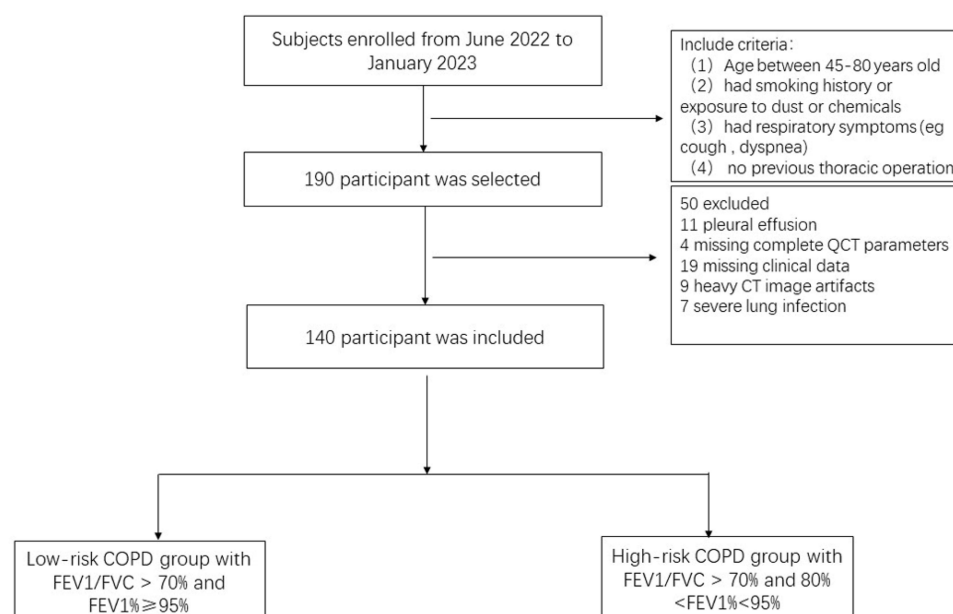 Subjects enrolled from June 2022 to
January 2023
Include criteria：
（1） Age between 45-80 years old
（2） had smoking history or
exposure to dust or chemicals
（3） had respiratory symptoms (eg
cough , dyspnea)
（4） no previous thoracic operation
190 participant was selected
50 excluded
11 pleural effusion
4 missing complete QCT parameters
19 missing clinical data
9 heavy CT image artifacts
7 severe lung infection
140 participant was included
Low-risk COPD group with
FEV1/FVC > 70% and
FEV1%≥95%
High-risk COPD group with
FEV1/FVC > 70% and 80%
<FEV1%<95%